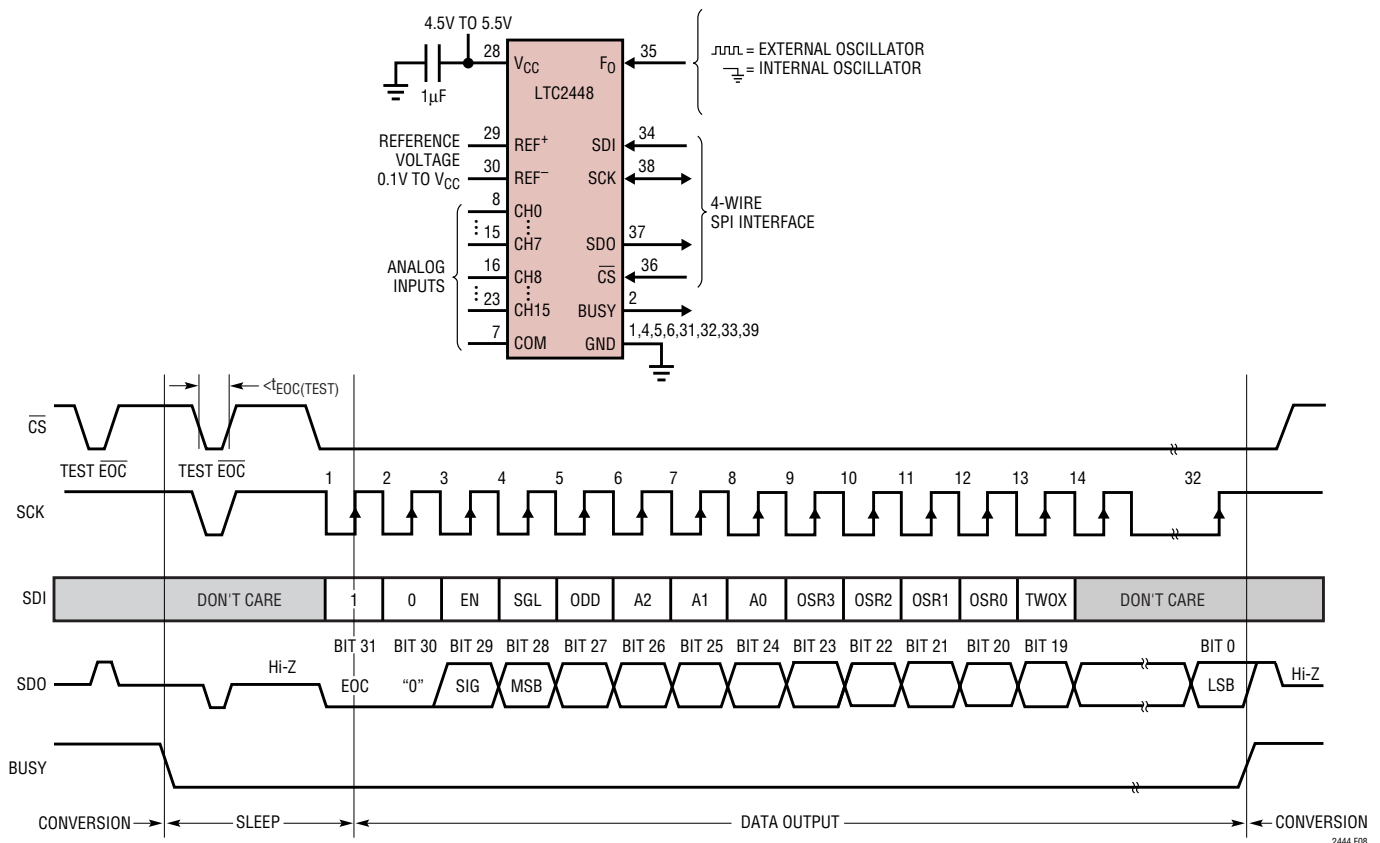 4.5V TO 5.5V
1µF
28
VCC
FO
35
LTC2448
= EXTERNAL OSCILLATOR
= INTERNAL OSCILLATOR
REFERENCE
VOLTAGE
0.1V TO VCC
29
REF+
30
REF–
SDI
34
SCK
38
SDO
37
CS
36
BUSY
2
GND
1,4,5,6,31,32,33,39
4-WIRE
SPI INTERFACE
ANALOG
INPUTS
8
CH0
15
CH7
16
CH8
23
CH15
7
COM
<tEOC(TEST)
CS
TEST EOC
TEST EOC
SCK
1 2 3 4 5 6 7 8 9 10 11 12 13 14 32
SDI
DON'T CARE 1 0 EN SGL ODD A2 A1 A0 OSR3 OSR2 OSR1 OSR0 TWOX DON'T CARE
BIT 31 BIT 30 BIT 29 BIT 28 BIT 27 BIT 26 BIT 25 BIT 24 BIT 23 BIT 22 BIT 21 BIT 20 BIT 19 BIT 0
SDO
Hi-Z EOC “0” SIG MSB LSB Hi-Z
BUSY
CONVERSION SLEEP DATA OUTPUT CONVERSION
2444 F08